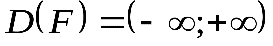 D(F) = (- ∞;+∞)